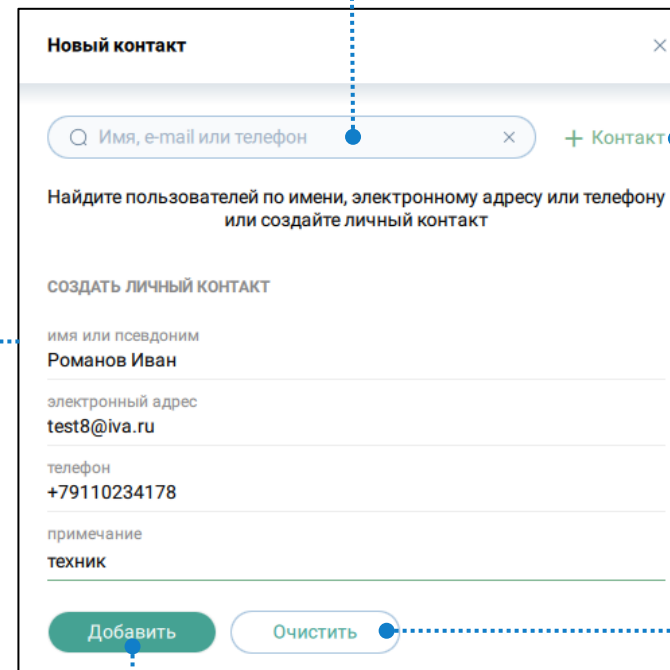 Новый контакт
Имя, e-mail или телефон
+ Контакт
Найдите пользователей по имени, электронному адресу или телефону
или создайте личный контакт
СОЗДАТЬ ЛИЧНЫЙ КОНТАКТ
имя или псевдоним
Романов Иван
электронный адрес
test8@iva.ru
телефон
+79110234178
примечание
техник
Добавить
Очистить